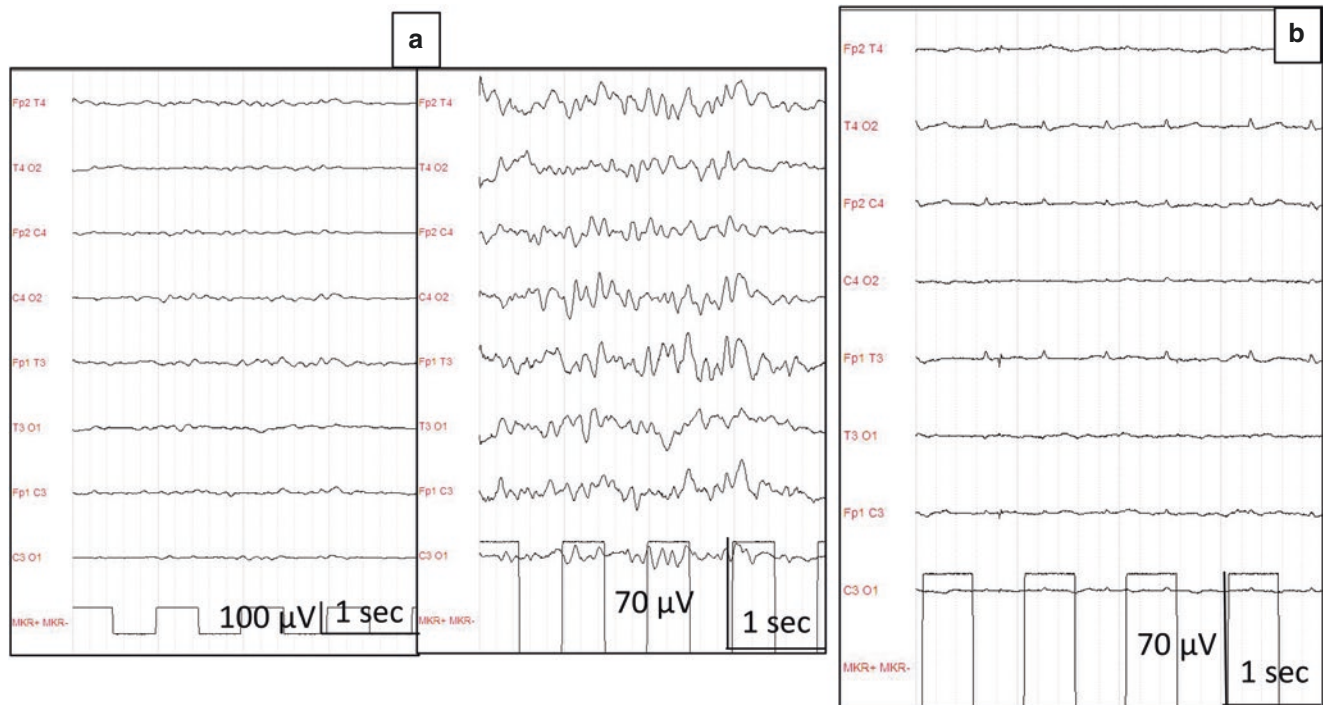 a
Fp2 T4
T4 O2
Fp2 C4
C4 O2
Fp1 T3
T3 O1
Fp1 C3
C3 O1
MKR+ MKR-
100 µV
1 sec
Fp2 T4
T4 O2
Fp2 C4
C4 O2
Fp1 T3
T3 O1
Fp1 C3
C3 O1
MKR+ MKR-
70 µV
1 sec
b
Fp2 T4
T4 O2
Fp2 C4
C4 O2
Fp1 T3
T3 O1
Fp1 C3
C3 O1
MKR+ MKR-
70 µV
1 sec